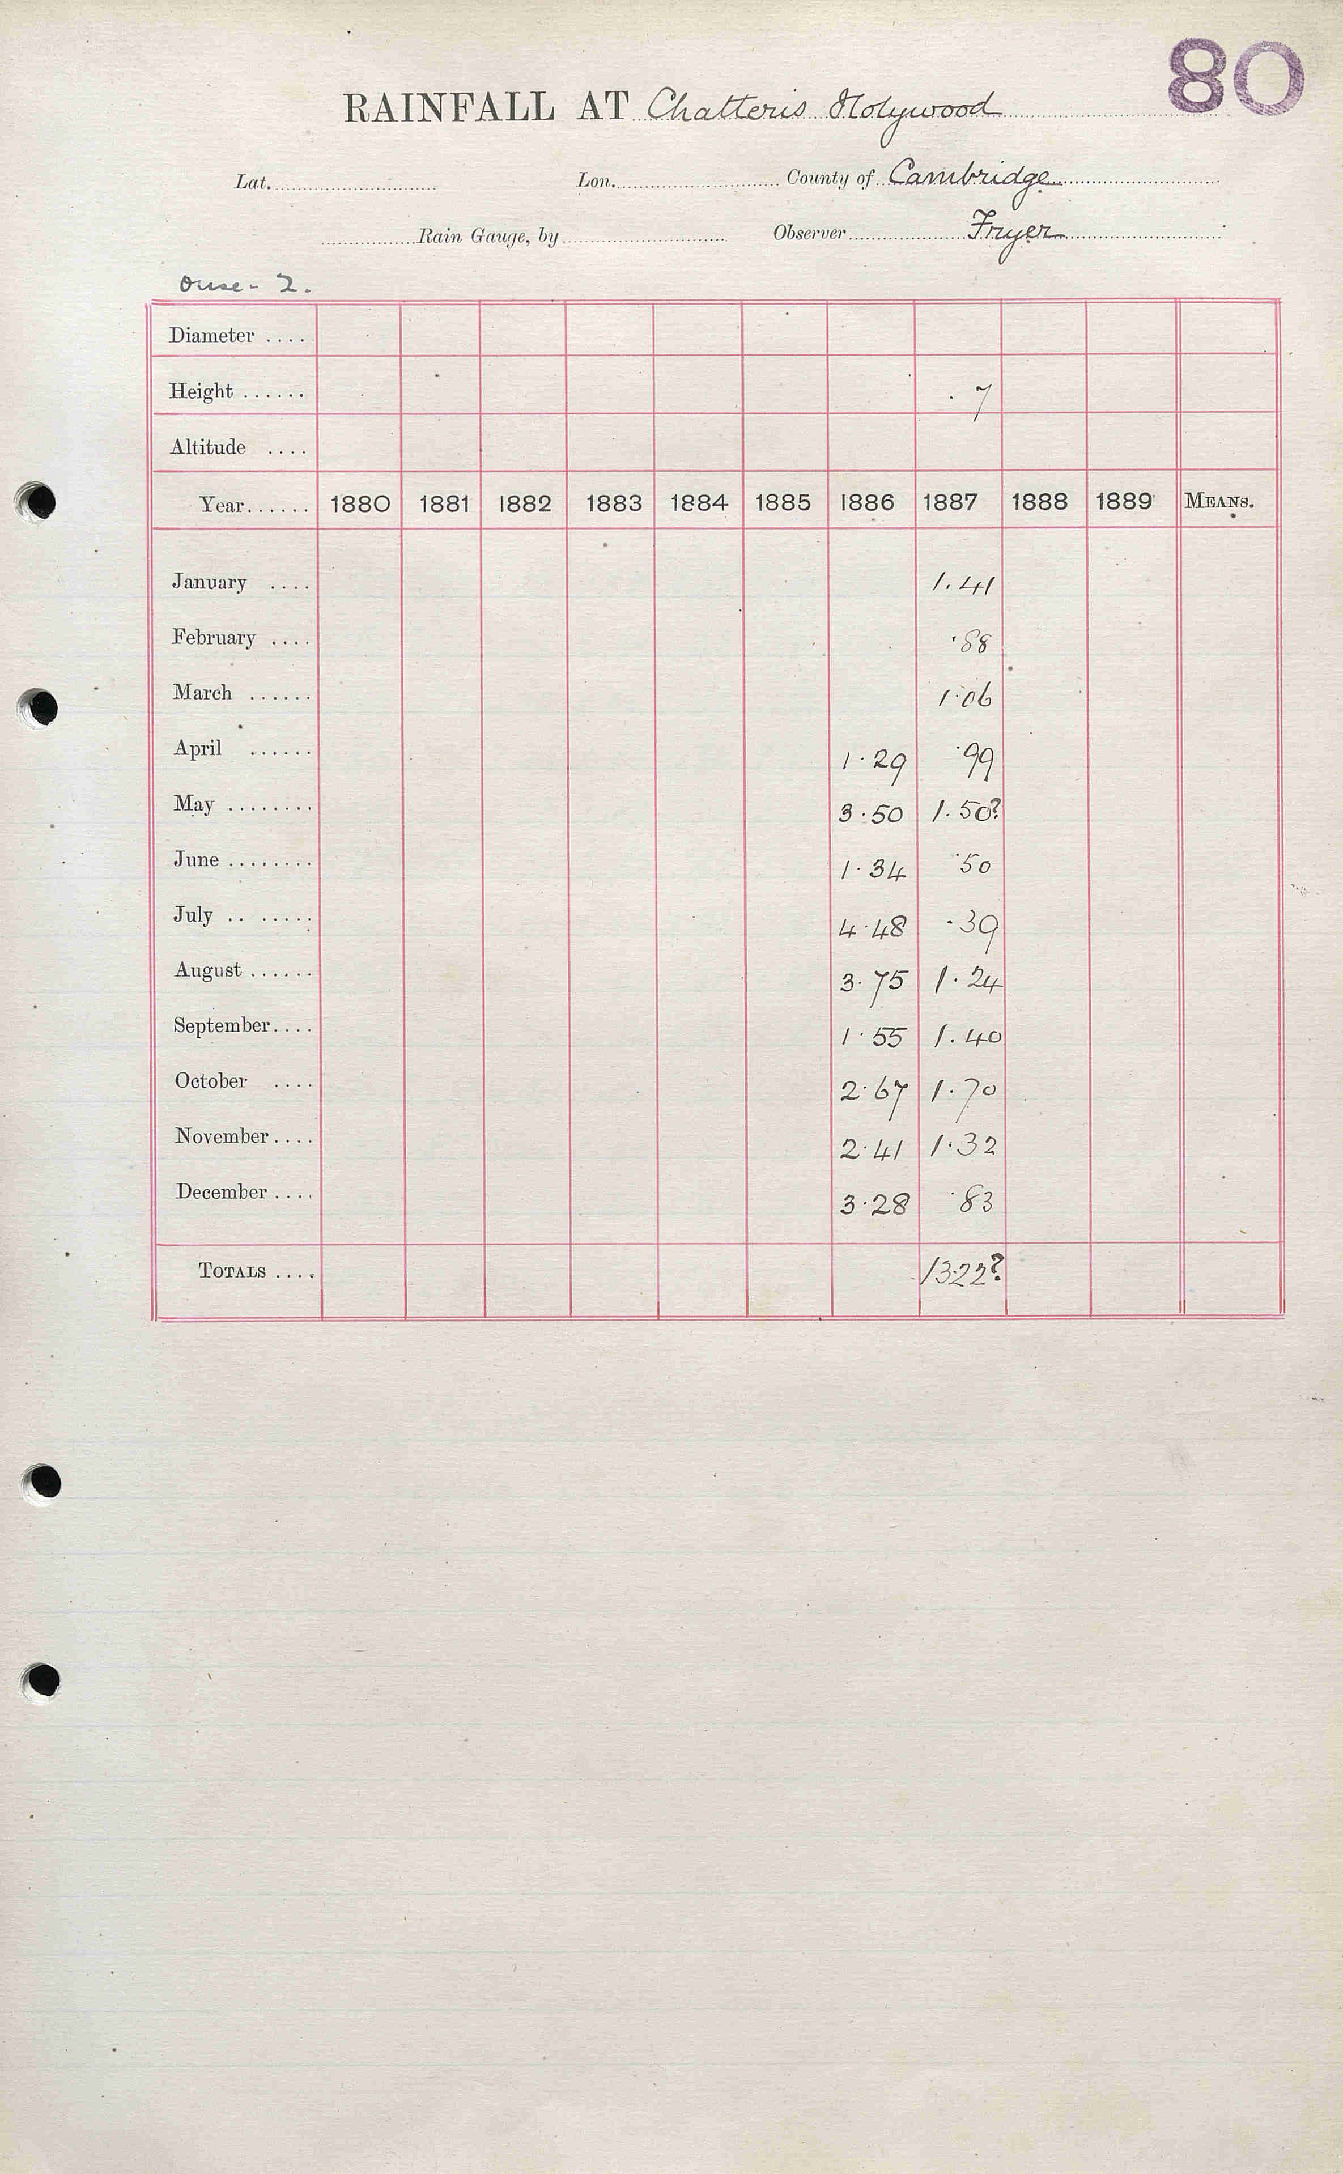 80
RAINFALL AT Chatteris Holywood
Lat. Lon. County of Cambridge
Rain Gauge, by Observer Fryer
Ouse - 2.
Diameter ....
Height ...... . 7
Altitude ....
Year...... 1880 1881 1882 1883 1884 1885 1886 1887 1888 1889 MEANS.
January .... 1.41
February .... ·88
March ...... 1·06
April ...... 1·29 ·99
May ........ 3·50 1.50?
June ........ 1·34 ·50
July .. ..... 4·48 ·39
August ...... 3·75 1·24
September.... 1·55 1.40
October .... 2·67 1·70
November.... 2·41 1·32
December .... 3·28 ·83
TOTALS .... 13·22?